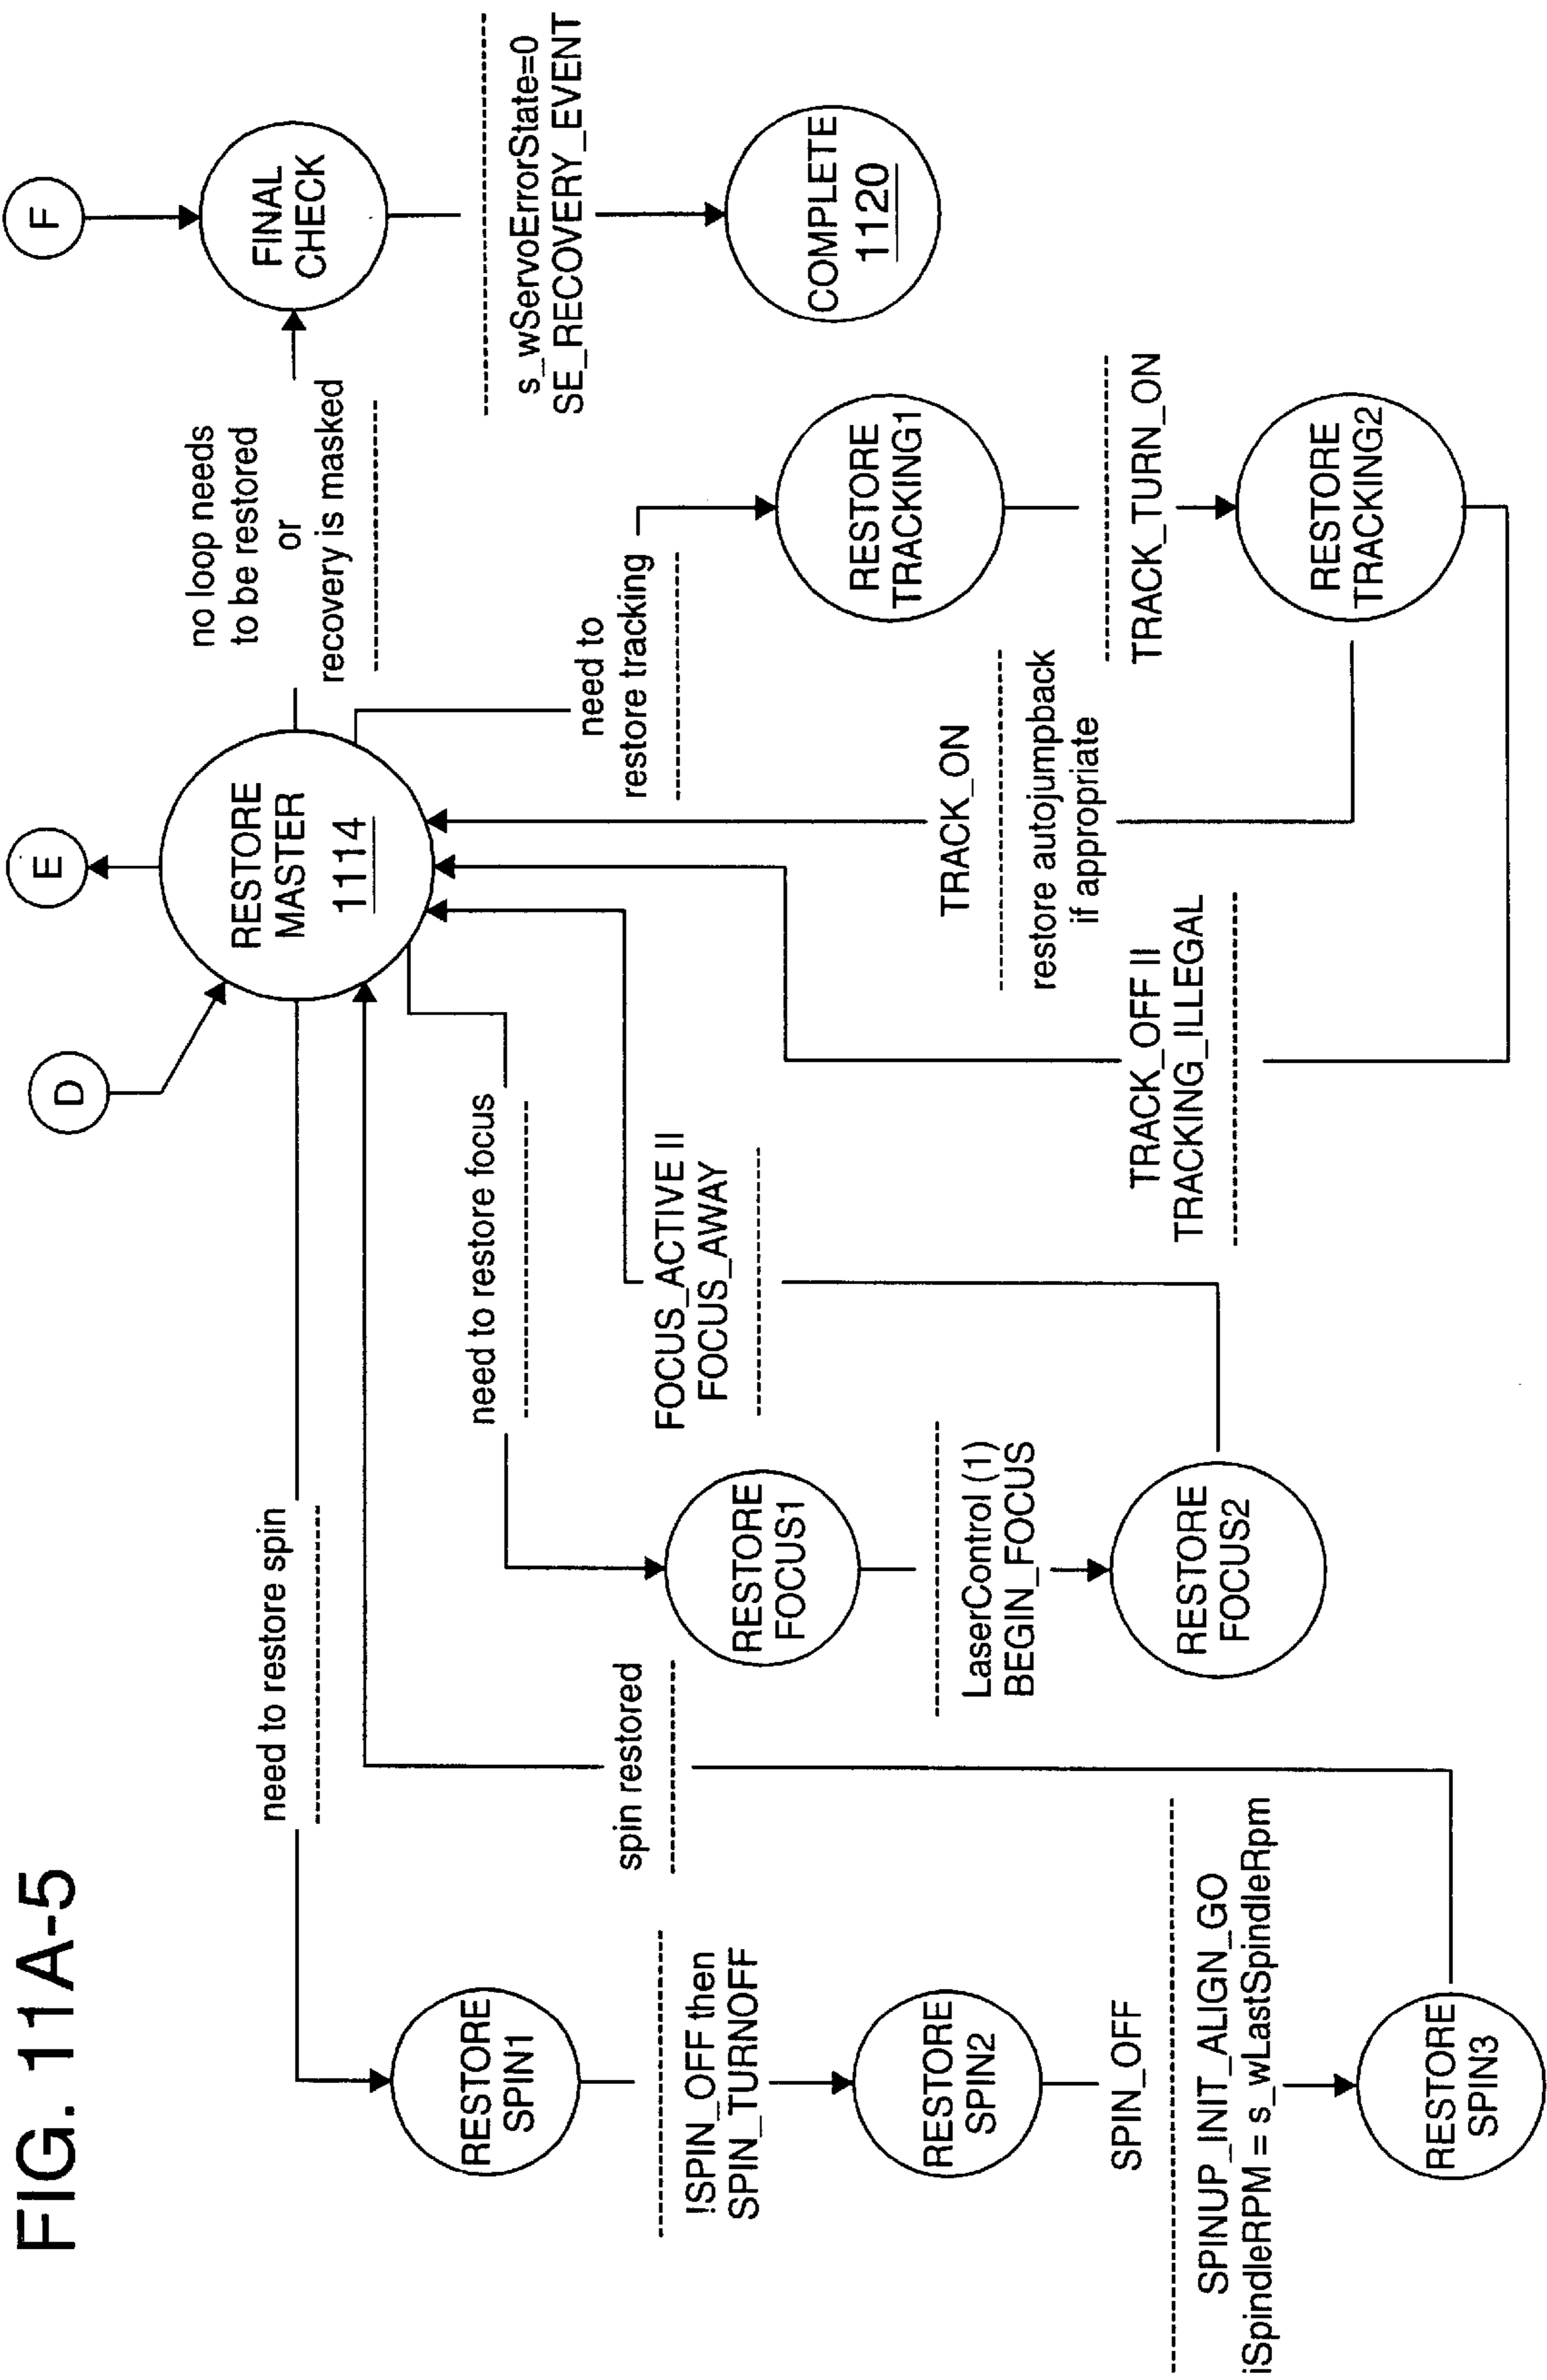 FIG. 11A-5
D
E
F
RESTORE
MASTER
1114
no loop needs
to be restored
or
recovery is masked
FINAL
CHECK
s_wServoErrorState=0
SE_RECOVERY_EVENT
COMPLETE
1120
need to restore spin
RESTORE
SPIN1
!SPIN_OFF then
SPIN_TURNOFF
RESTORE
SPIN2
SPIN_OFF
SPINUP_INIT_ALIGN_GO
iSpindleRPM = s_wLastSpindleRpm
RESTORE
SPIN3
spin restored
need to restore focus
RESTORE
FOCUS1
LaserControl (1)
BEGIN_FOCUS
RESTORE
FOCUS2
FOCUS_ACTIVE II
FOCUS_AWAY
need to
restore tracking
RESTORE
TRACKING1
TRACK_TURN_ON
RESTORE
TRACKING2
TRACK_ON
restore autojumpback
if appropriate
TRACK_OFF II
TRACKING_ILLEGAL